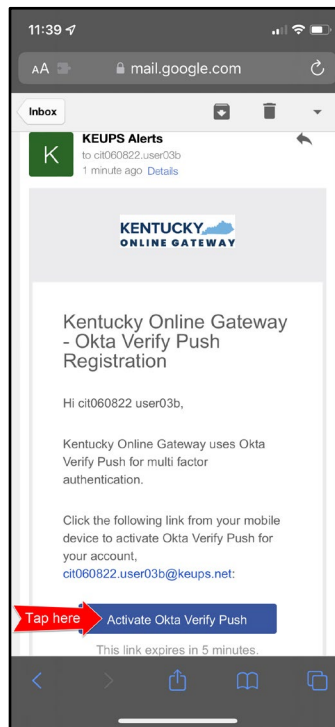 11:39
AA mail.google.com
Inbox
K
KEUPS Alerts
to cit060822.user03b
1 minute ago Details
KENTUCKY
ONLINE GATEWAY
Kentucky Online Gateway
- Okta Verify Push
Registration
Hi cit060822 user03b,
Kentucky Online Gateway uses Okta
Verify Push for multi factor
authentication.
Click the following link from your mobile
device to activate Okta Verify Push for
your account,
cit060822.user03b@keups.net:
Tap here Activate Okta Verify Push
This link expires in 5 minutes.